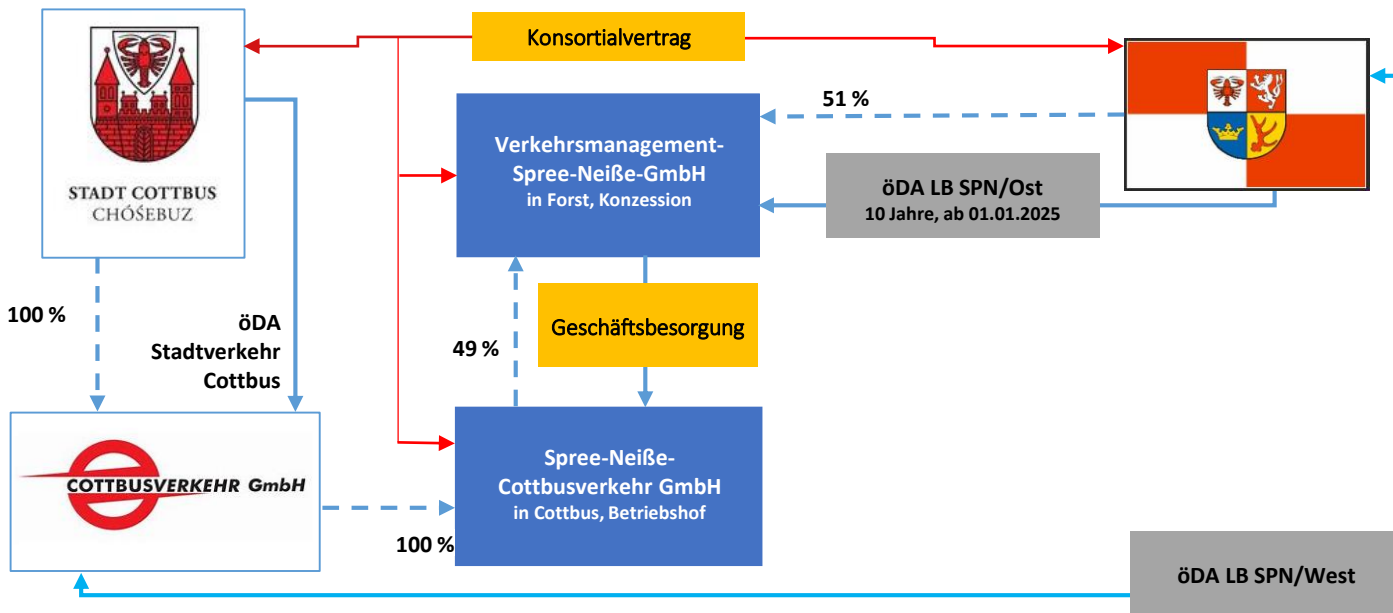 Konsortialvertrag
STADT COTTBUS
CHÓŚEBUZ
51 %
Verkehrsmanagement-
Spree-Neiße-GmbH
in Forst, Konzession
öDA LB SPN/Ost
10 Jahre, ab 01.01.2025
100 %
öDA
Stadtverkehr
Cottbus
49 %
Geschäftsbesorgung
COTTBUSVERKEHR GmbH
Spree-Neiße-
Cottbusverkehr GmbH
in Cottbus, Betriebshof
100 %
öDA LB SPN/West